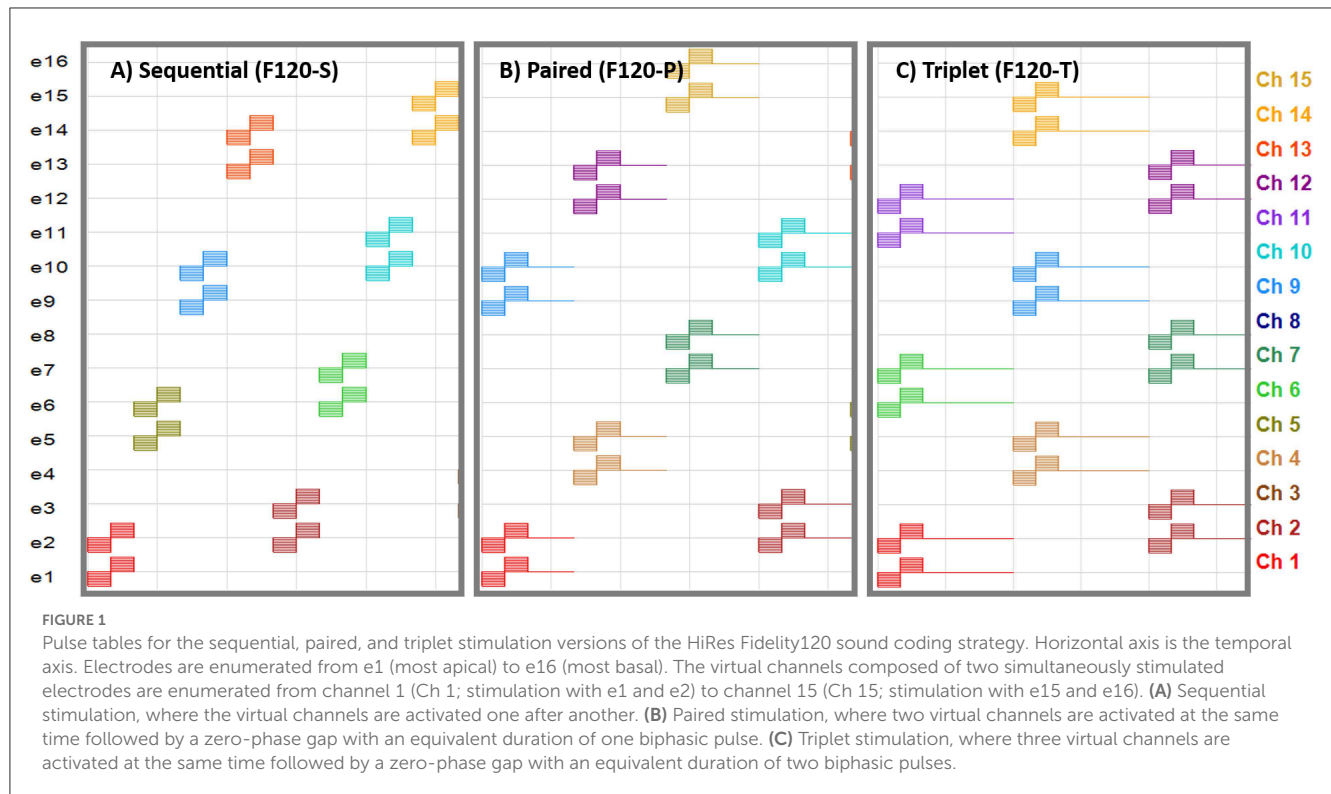 A) Sequential (F120-S)
B) Paired (F120-P)
C) Triplet (F120-T)
e16
e15
e14
e13
e12
e11
e10
e9
e8
e7
e6
e5
e4
e3
e2
e1
Ch 15
Ch 14
Ch 13
Ch 12
Ch 11
Ch 10
Ch 9
Ch 8
Ch 7
Ch 6
Ch 5
Ch 4
Ch 3
Ch 2
Ch 1
FIGURE 1
Pulse tables for the sequential, paired, and triplet stimulation versions of the HiRes Fidelity120 sound coding strategy. Horizontal axis is the temporal
axis. Electrodes are enumerated from e1 (most apical) to e16 (most basal). The virtual channels composed of two simultaneously stimulated
electrodes are enumerated from channel 1 (Ch 1; stimulation with e1 and e2) to channel 15 (Ch 15; stimulation with e15 and e16). (A) Sequential
stimulation, where the virtual channels are activated one after another. (B) Paired stimulation, where two virtual channels are activated at the same
time followed by a zero-phase gap with an equivalent duration of one biphasic pulse. (C) Triplet stimulation, where three virtual channels are
activated at the same time followed by a zero-phase gap with an equivalent duration of two biphasic pulses.